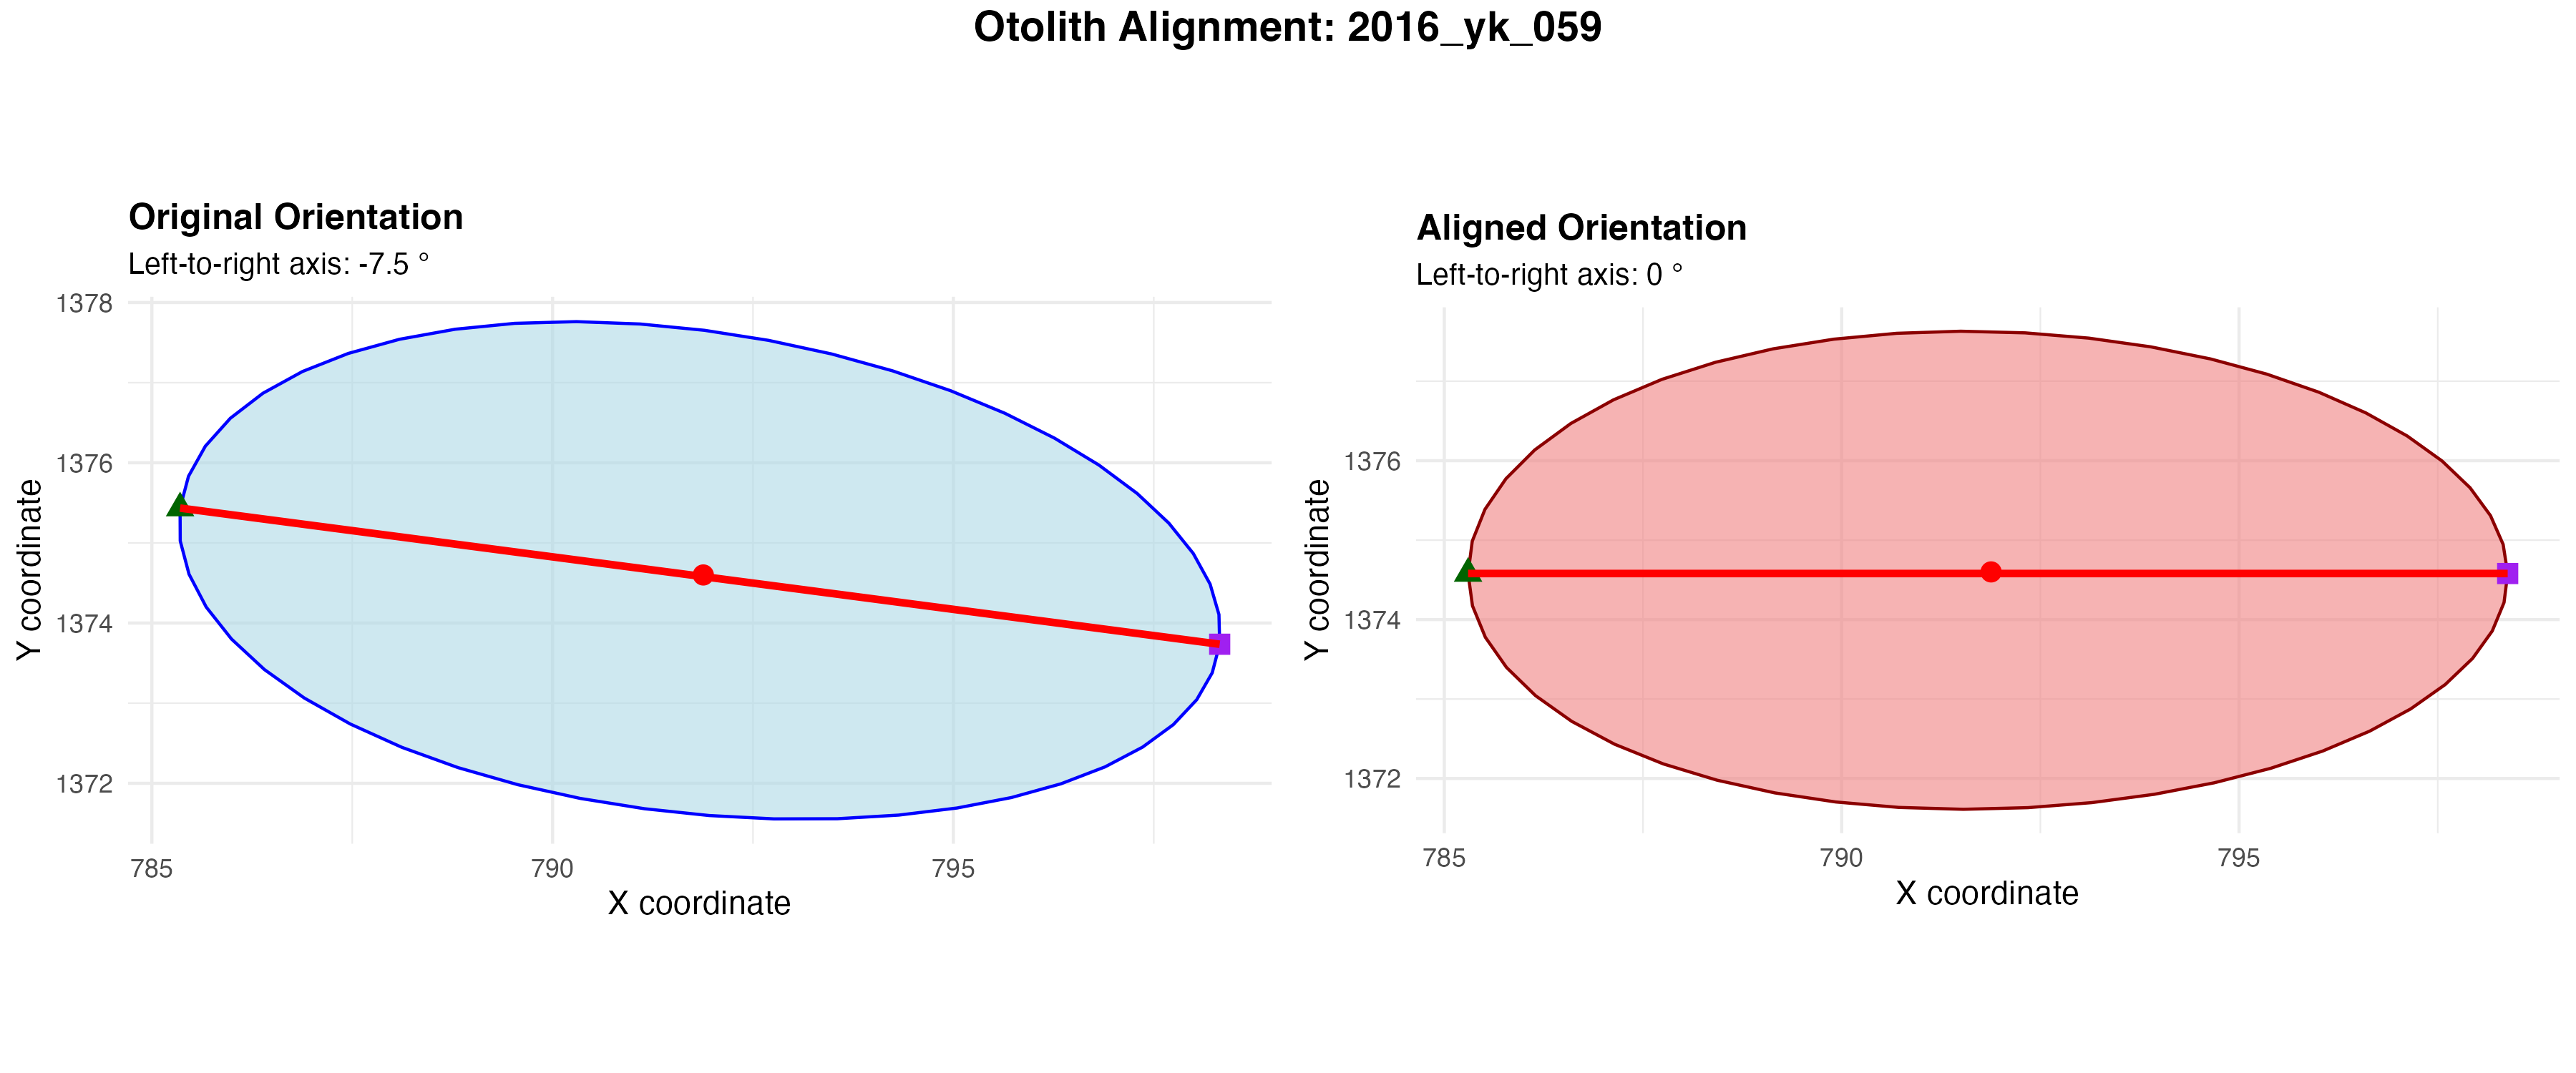 Otolith Alignment: 2016_yk_059
Original Orientation
Left-to-right axis: -7.5 °
1378
1376
1374
1372
Y coordinate
785
790
795
X coordinate
Aligned Orientation
Left-to-right axis: 0 °
1376
1374
1372
Y coordinate
785
790
795
X coordinate